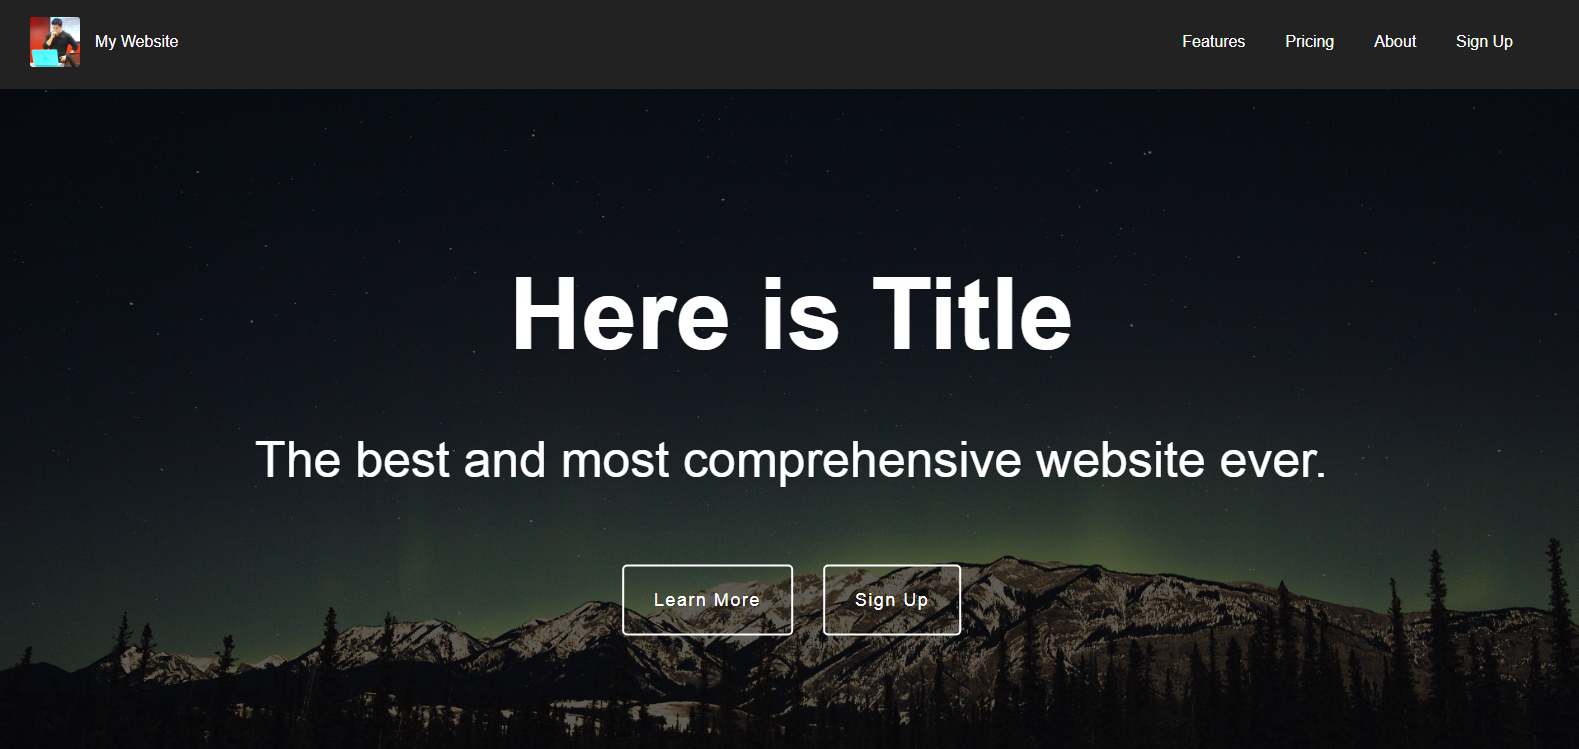 My Website
Features Pricing About Sign Up
Here is Title
The best and most comprehensive website ever.
Learn More Sign Up